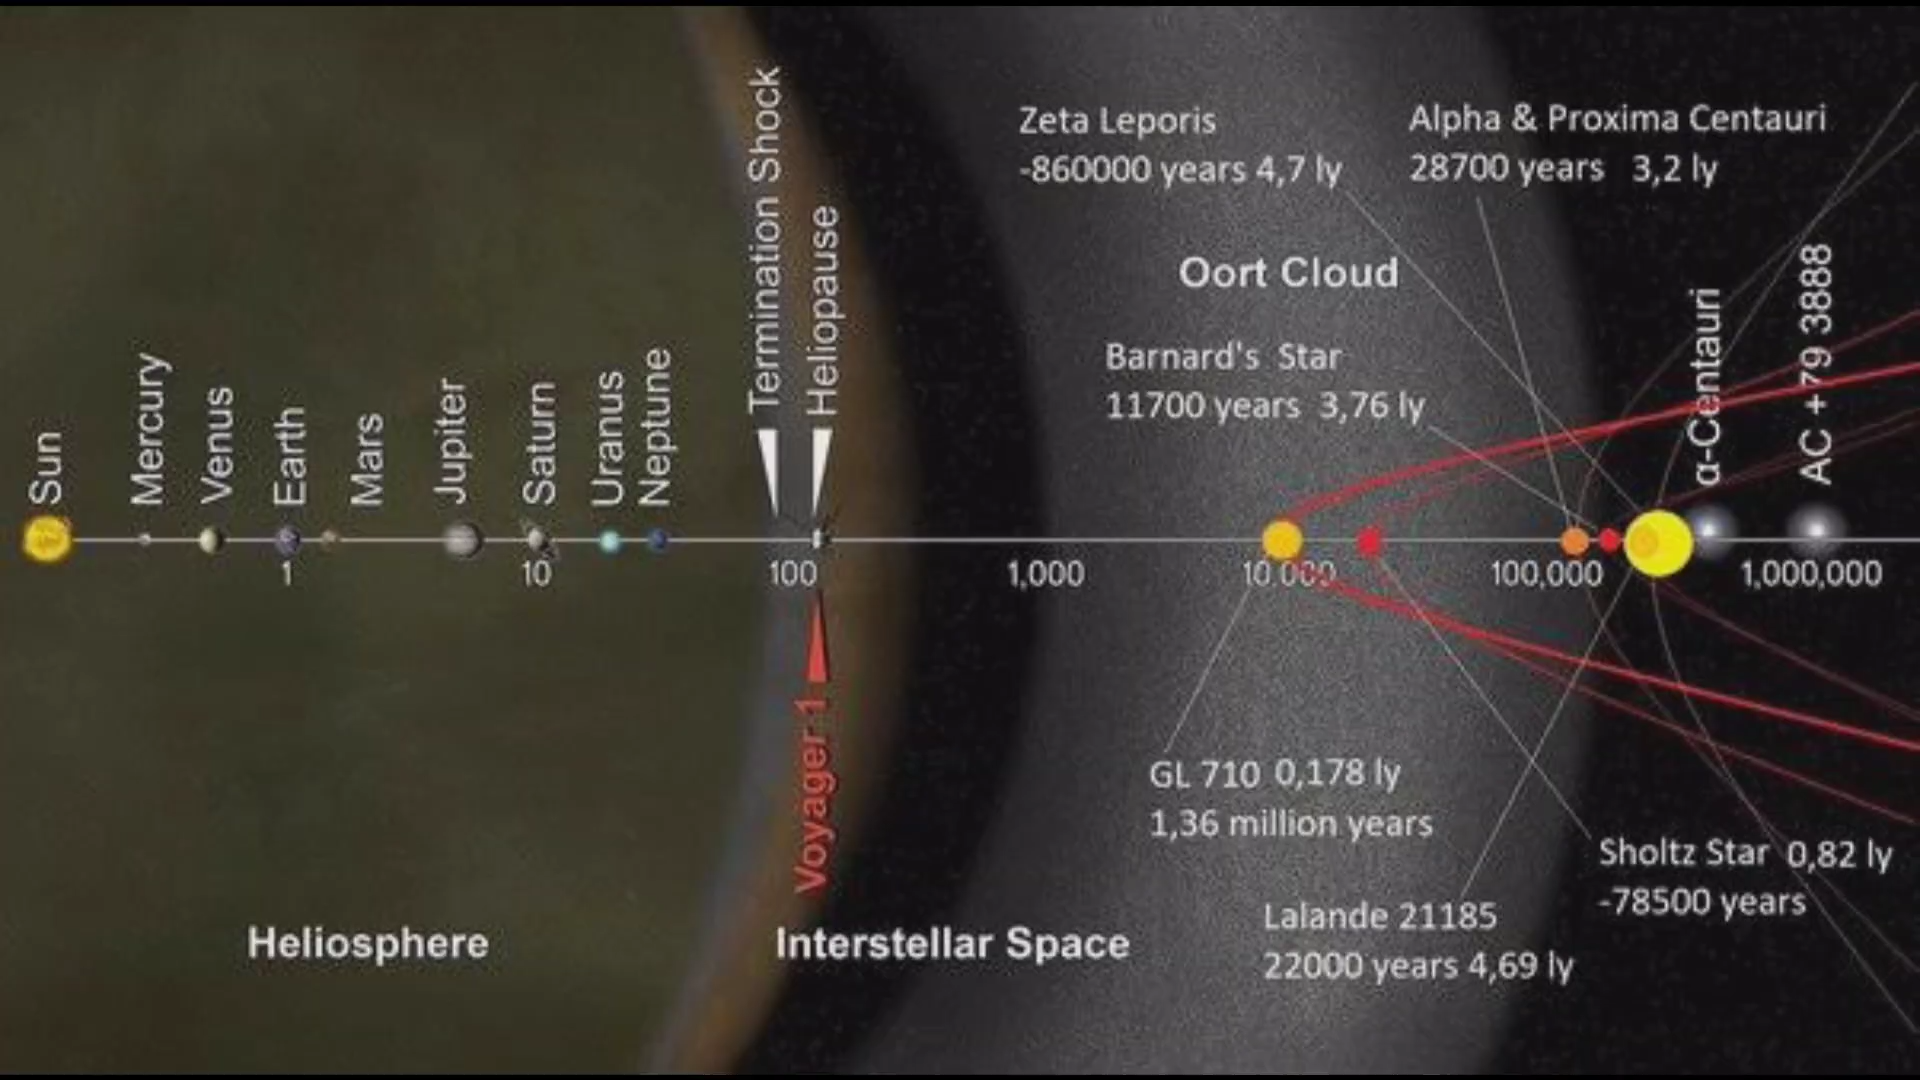 Zeta Leporis
-860000 years 4,7 ly
Alpha & Proxima Centauri
28700 years 3,2 ly
Oort Cloud
Barnard's Star
11700 years 3,76 ly
Sun
Mercury
Venus
Earth
Mars
Jupiter
Saturn
Uranus
Neptune
Termination Shock
Heliopause
α-Centauri
AC +79 3888
1
10
100
1,000
10,000
100,000
1,000,000
Voyager 1
GL 710 0,178 ly
1,36 million years
Sholtz Star 0,82 ly
-78500 years
Lalande 21185
22000 years 4,69 ly
Heliosphere
Interstellar Space